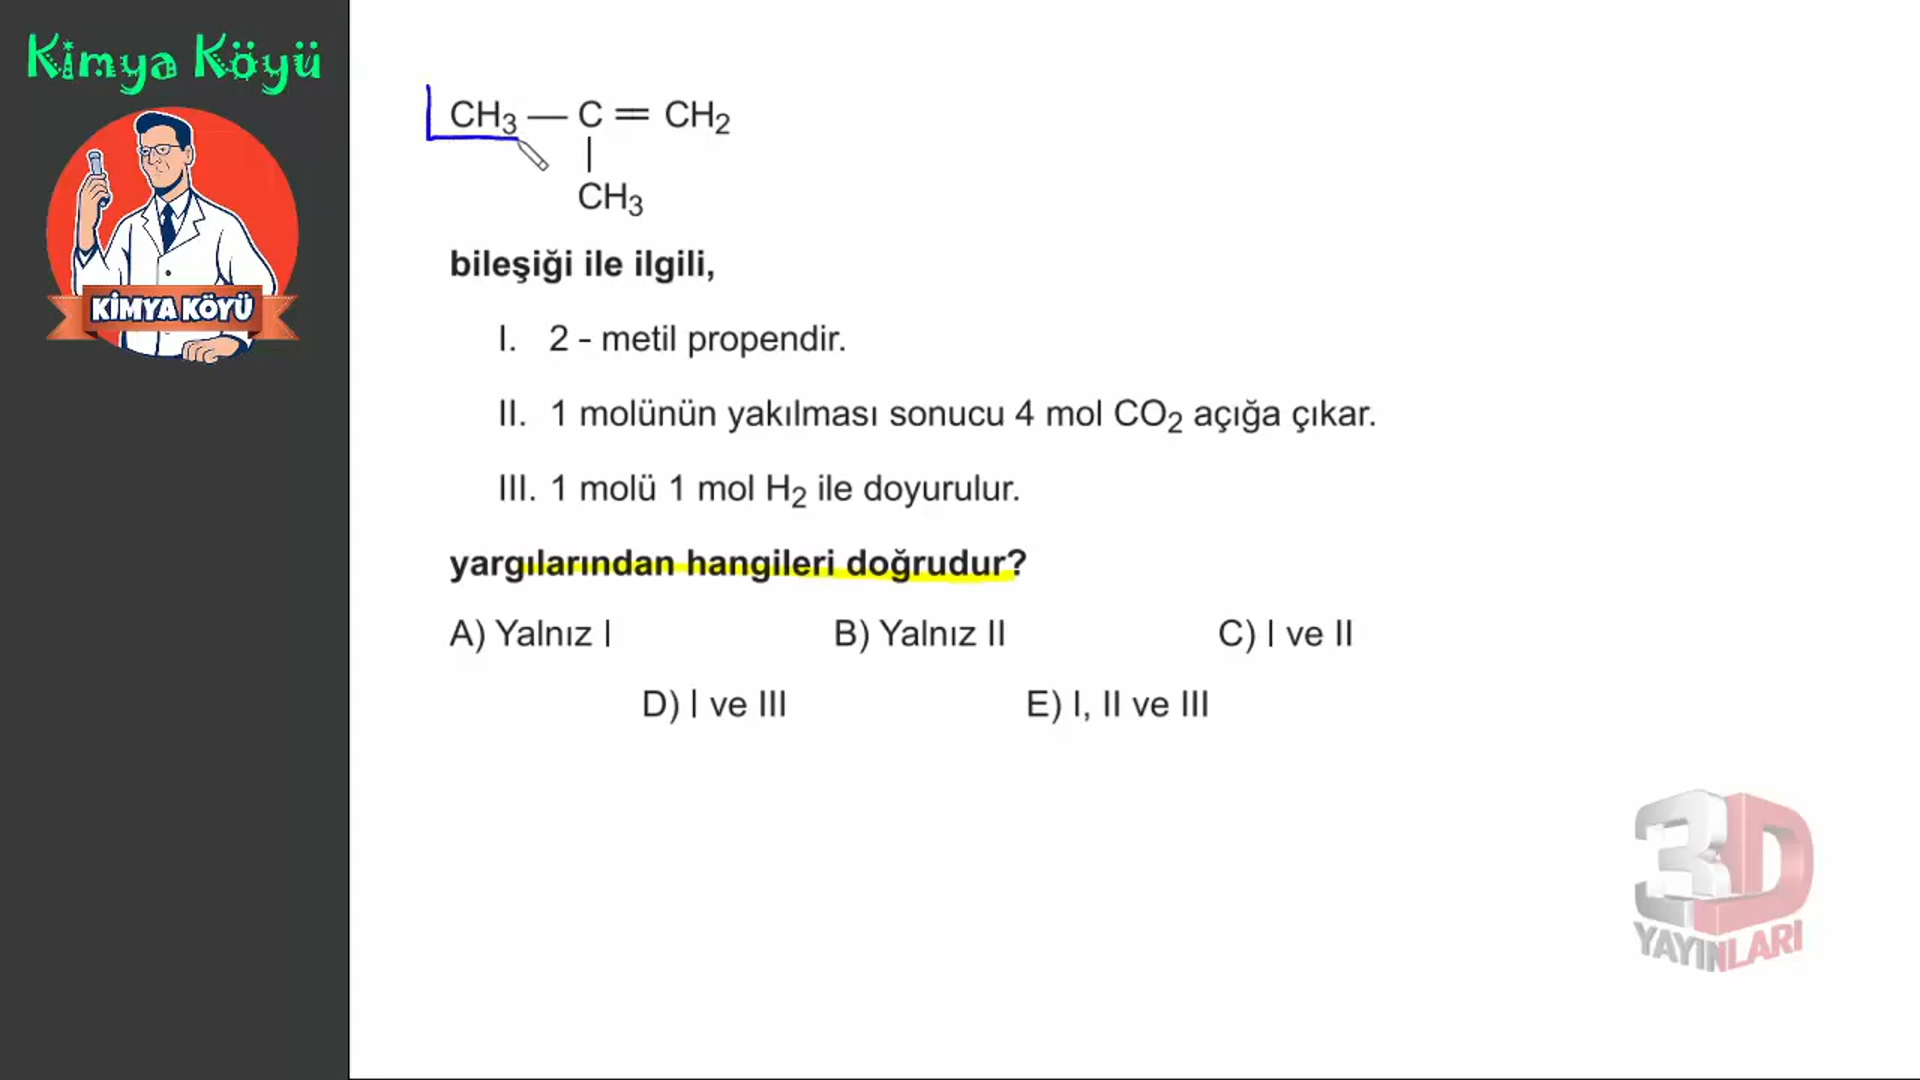 Kimya Köyü
KİMYA KÖYÜ
CH₃ — C = CH₂
|
CH₃
bileşiği ile ilgili,
I. 2 - metil propendir.
II. 1 molünün yakılması sonucu 4 mol CO₂ açığa çıkar.
III. 1 molü 1 mol H₂ ile doyurulur.
yargılarından hangileri doğrudur?
A) Yalnız I B) Yalnız II C) I ve II
D) I ve III E) I, II ve III
3D
YAYINLARI